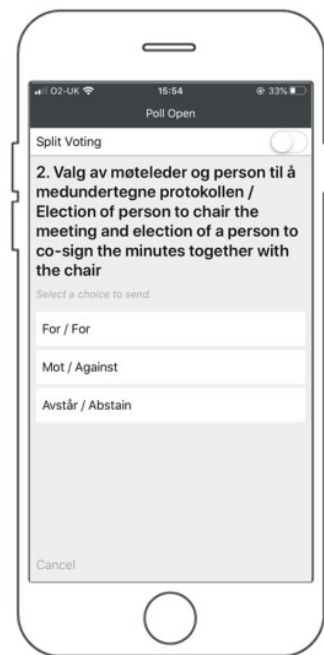 O2-UK 15:54 33%
Poll Open
Split Voting
2. Valg av møteleder og person til å
medundertegne protokollen /
Election of person to chair the
meeting and election of a person to
co-sign the minutes together with
the chair
Select a choice to send.
For / For
Mot / Against
Avstår / Abstain
Cancel